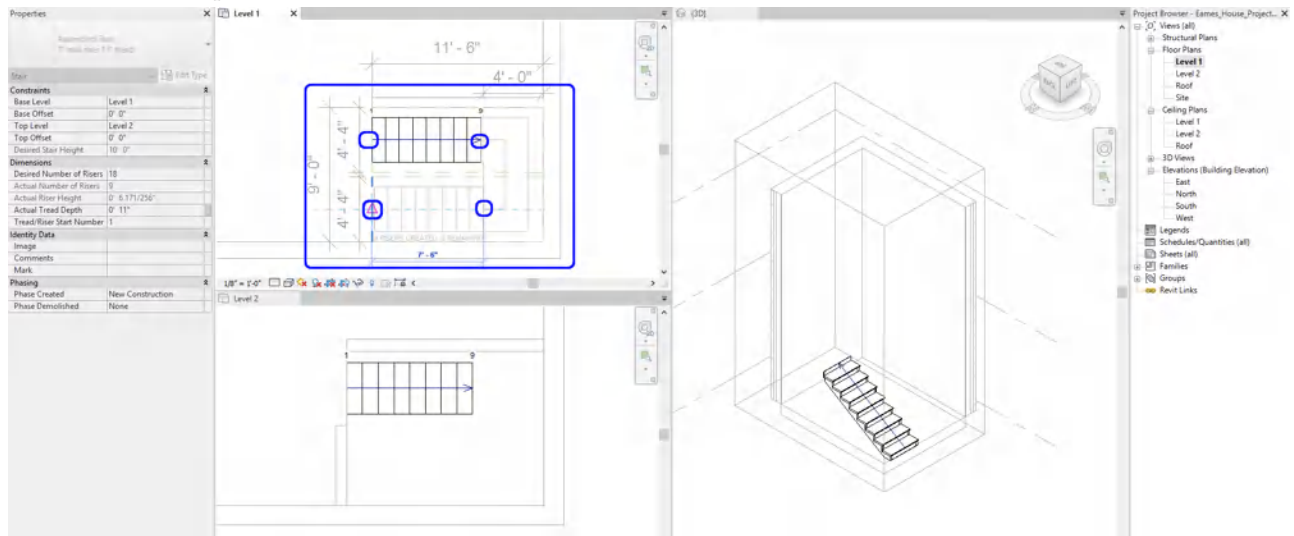 Properties
Stair
Edit Type
Constraints
Base Level Level 1
Base Offset 0' 0"
Top Level Level 2
Top Offset 0' 0"
Desired Stair Height 10' 0"
Dimensions
Desired Number of Risers 18
Actual Number of Risers 9
Actual Riser Height 0' 6.171/256"
Actual Tread Depth 0' 11"
Tread/Riser Start Number 1
Identity Data
Image
Comments
Mark
Phasing
Phase Created New Construction
Phase Demolished None
Level 1
11' - 6"
4' - 0"
1 9
9' - 0"
4' - 4"
4' - 4"
7' - 6"
1/8" = 1'-0"
Level 2
1 9
{3D}
Project Browser - Eames_House_Project...
Views (all)
Structural Plans
Floor Plans
Level 1
Level 2
Roof
Site
Ceiling Plans
Level 1
Level 2
Roof
3D Views
Elevations (Building Elevation)
East
North
South
West
Legends
Schedules/Quantities (all)
Sheets (all)
Families
Groups
Revit Links